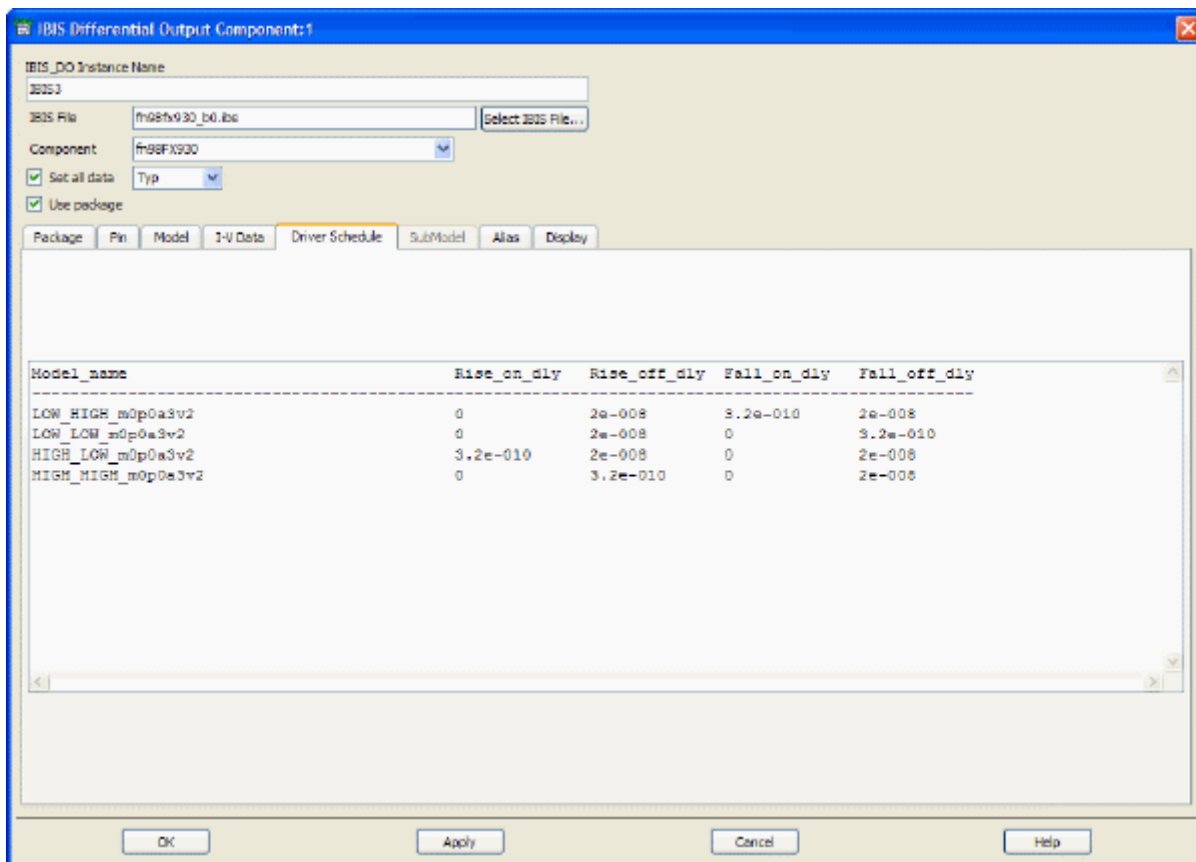 IBIS Differential Output Component:1
IBIS_DO Instance Name
IBIS3
IBIS File fn98fx930_b0.ibs Select IBIS File...
Component fn98FX930
Set all data Typ
Use package
Package Pin Model I-V Data Driver Schedule SubModel Alias Display
Model_name Rise_on_dly Rise_off_dly Fall_on_dly Fall_off_dly
--------------------------------------------------------------------------------
LOW_HIGH_m0p0a3v2 0 2e-008 3.2e-010 2e-008
LOW_LOW_m0p0a3v2 0 2e-008 0 3.2e-010
HIGH_LOW_m0p0a3v2 3.2e-010 2e-008 0 2e-008
HIGH_HIGH_m0p0a3v2 0 3.2e-010 0 2e-008
OK Apply Cancel Help